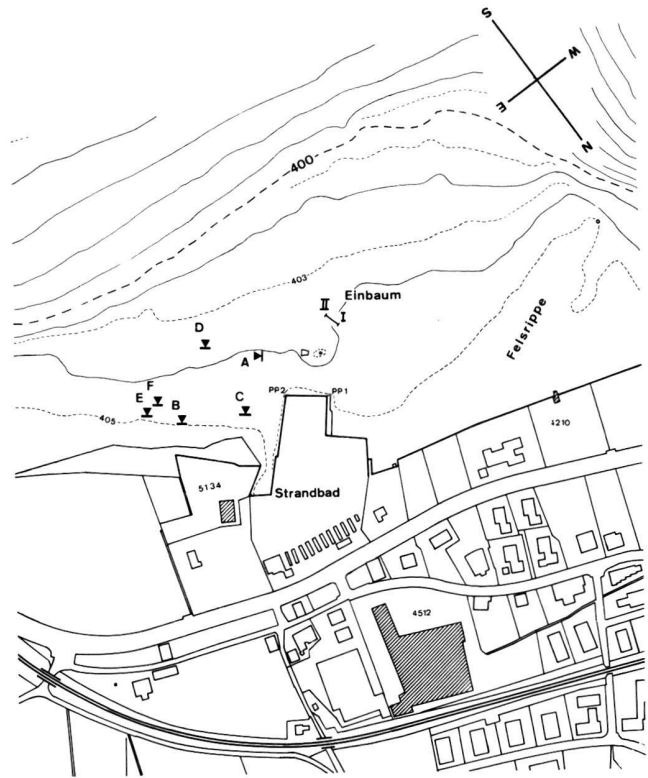 S
W
E
N
400
403
Einbaum
II
I
Felsrippe
D
A
F
E
B
C
PP2
PP1
405
4210
5134
Strandbad
4512